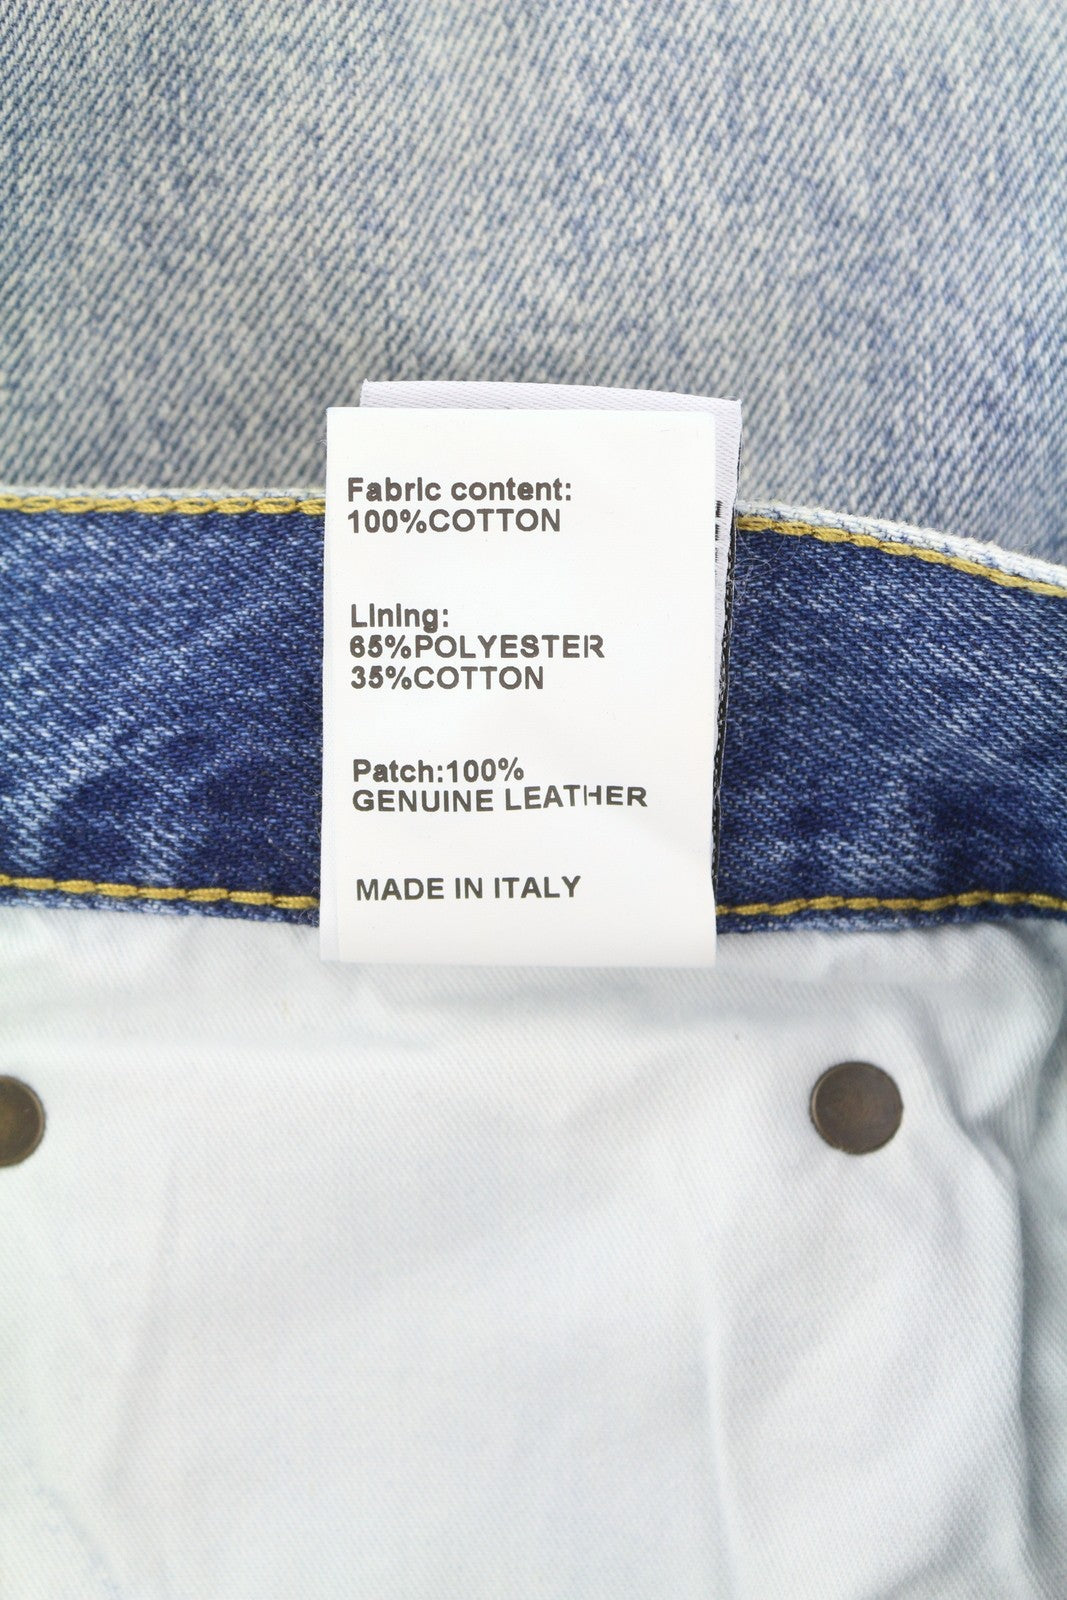 Fabric content:
100%COTTON
Lining:
65%POLYESTER
35%COTTON
Patch:100%
GENUINE LEATHER
MADE IN ITALY